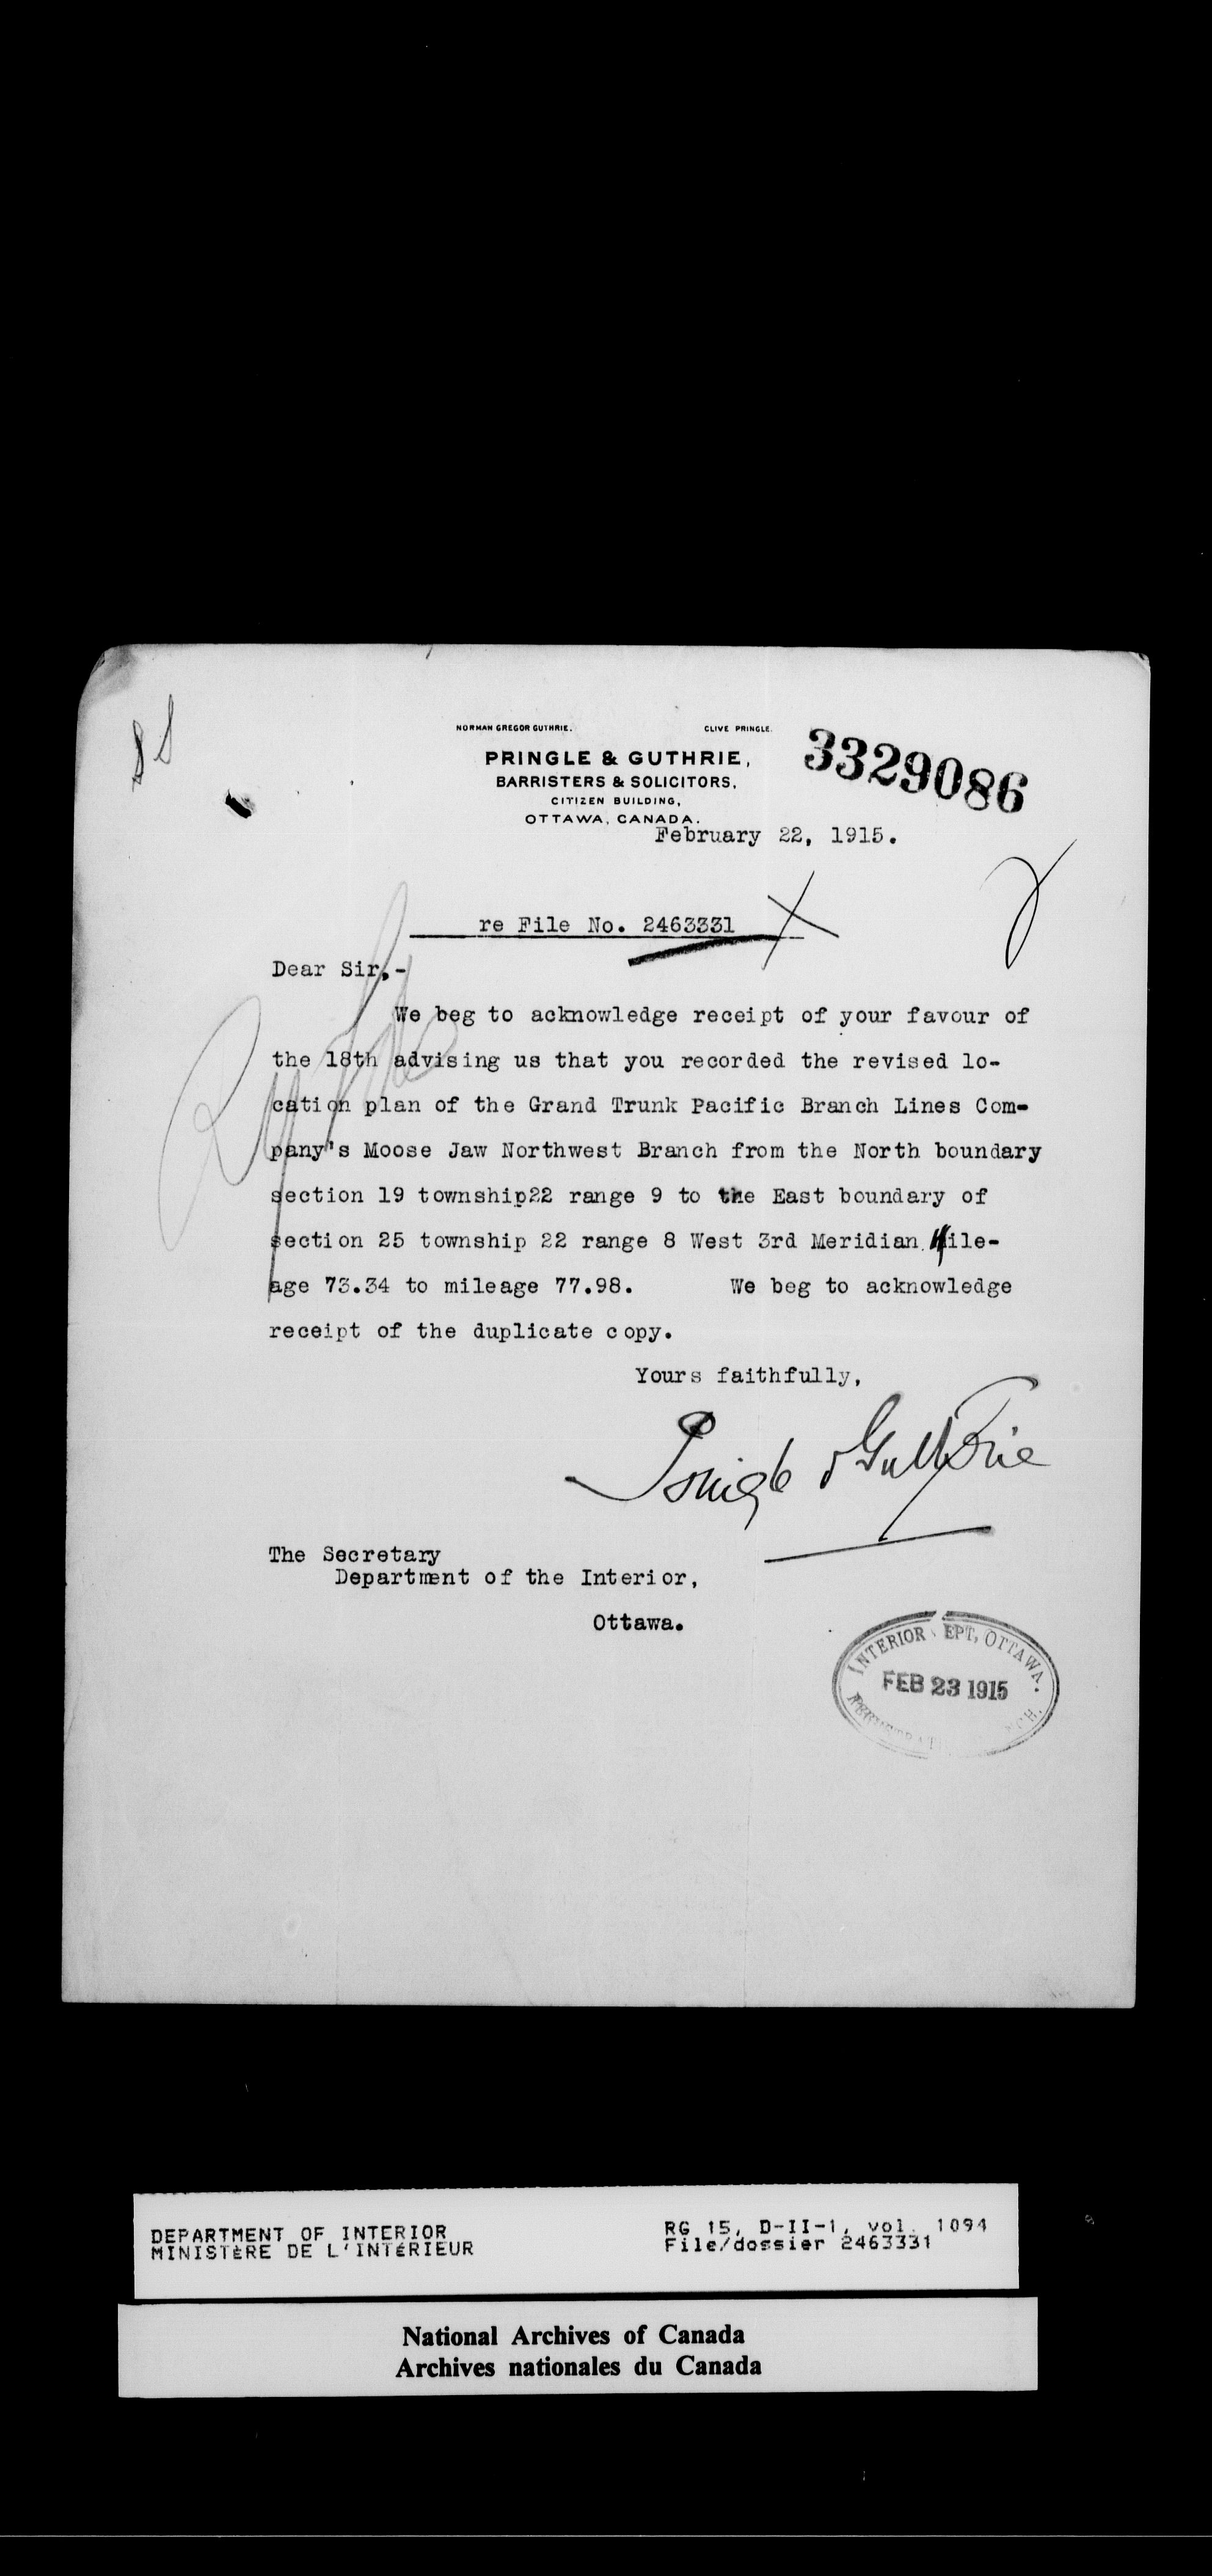 NORMAN GREGOR GUTHRIE. CLIVE PRINGLE.
PRINGLE & GUTHRIE,
BARRISTERS & SOLICITORS,
CITIZEN BUILDING,
OTTAWA, CANADA.
3329086
February 22, 1915.
re File No. 2463331
Dear Sir,-
We beg to acknowledge receipt of your favour of
the 18th advising us that you recorded the revised lo-
cation plan of the Grand Trunk Pacific Branch Lines Com-
pany's Moose Jaw Northwest Branch from the North boundary
section 19 township22 range 9 to the East boundary of
section 25 township 22 range 8 West 3rd Meridian Mile-
age 73.34 to mileage 77.98. We beg to acknowledge
receipt of the duplicate copy.
Yours faithfully,
Pringle & Guthrie
The Secretary
Department of the Interior,
Ottawa.
INTERIOR EPT, OTTAWA.
FEB 23 1915
DEPARTMENT OF INTERIOR
MINISTÈRE DE L'INTÉRIEUR
RG 15, D-II-1, vol. 1094
File/dossier 2463331
National Archives of Canada
Archives nationales du Canada